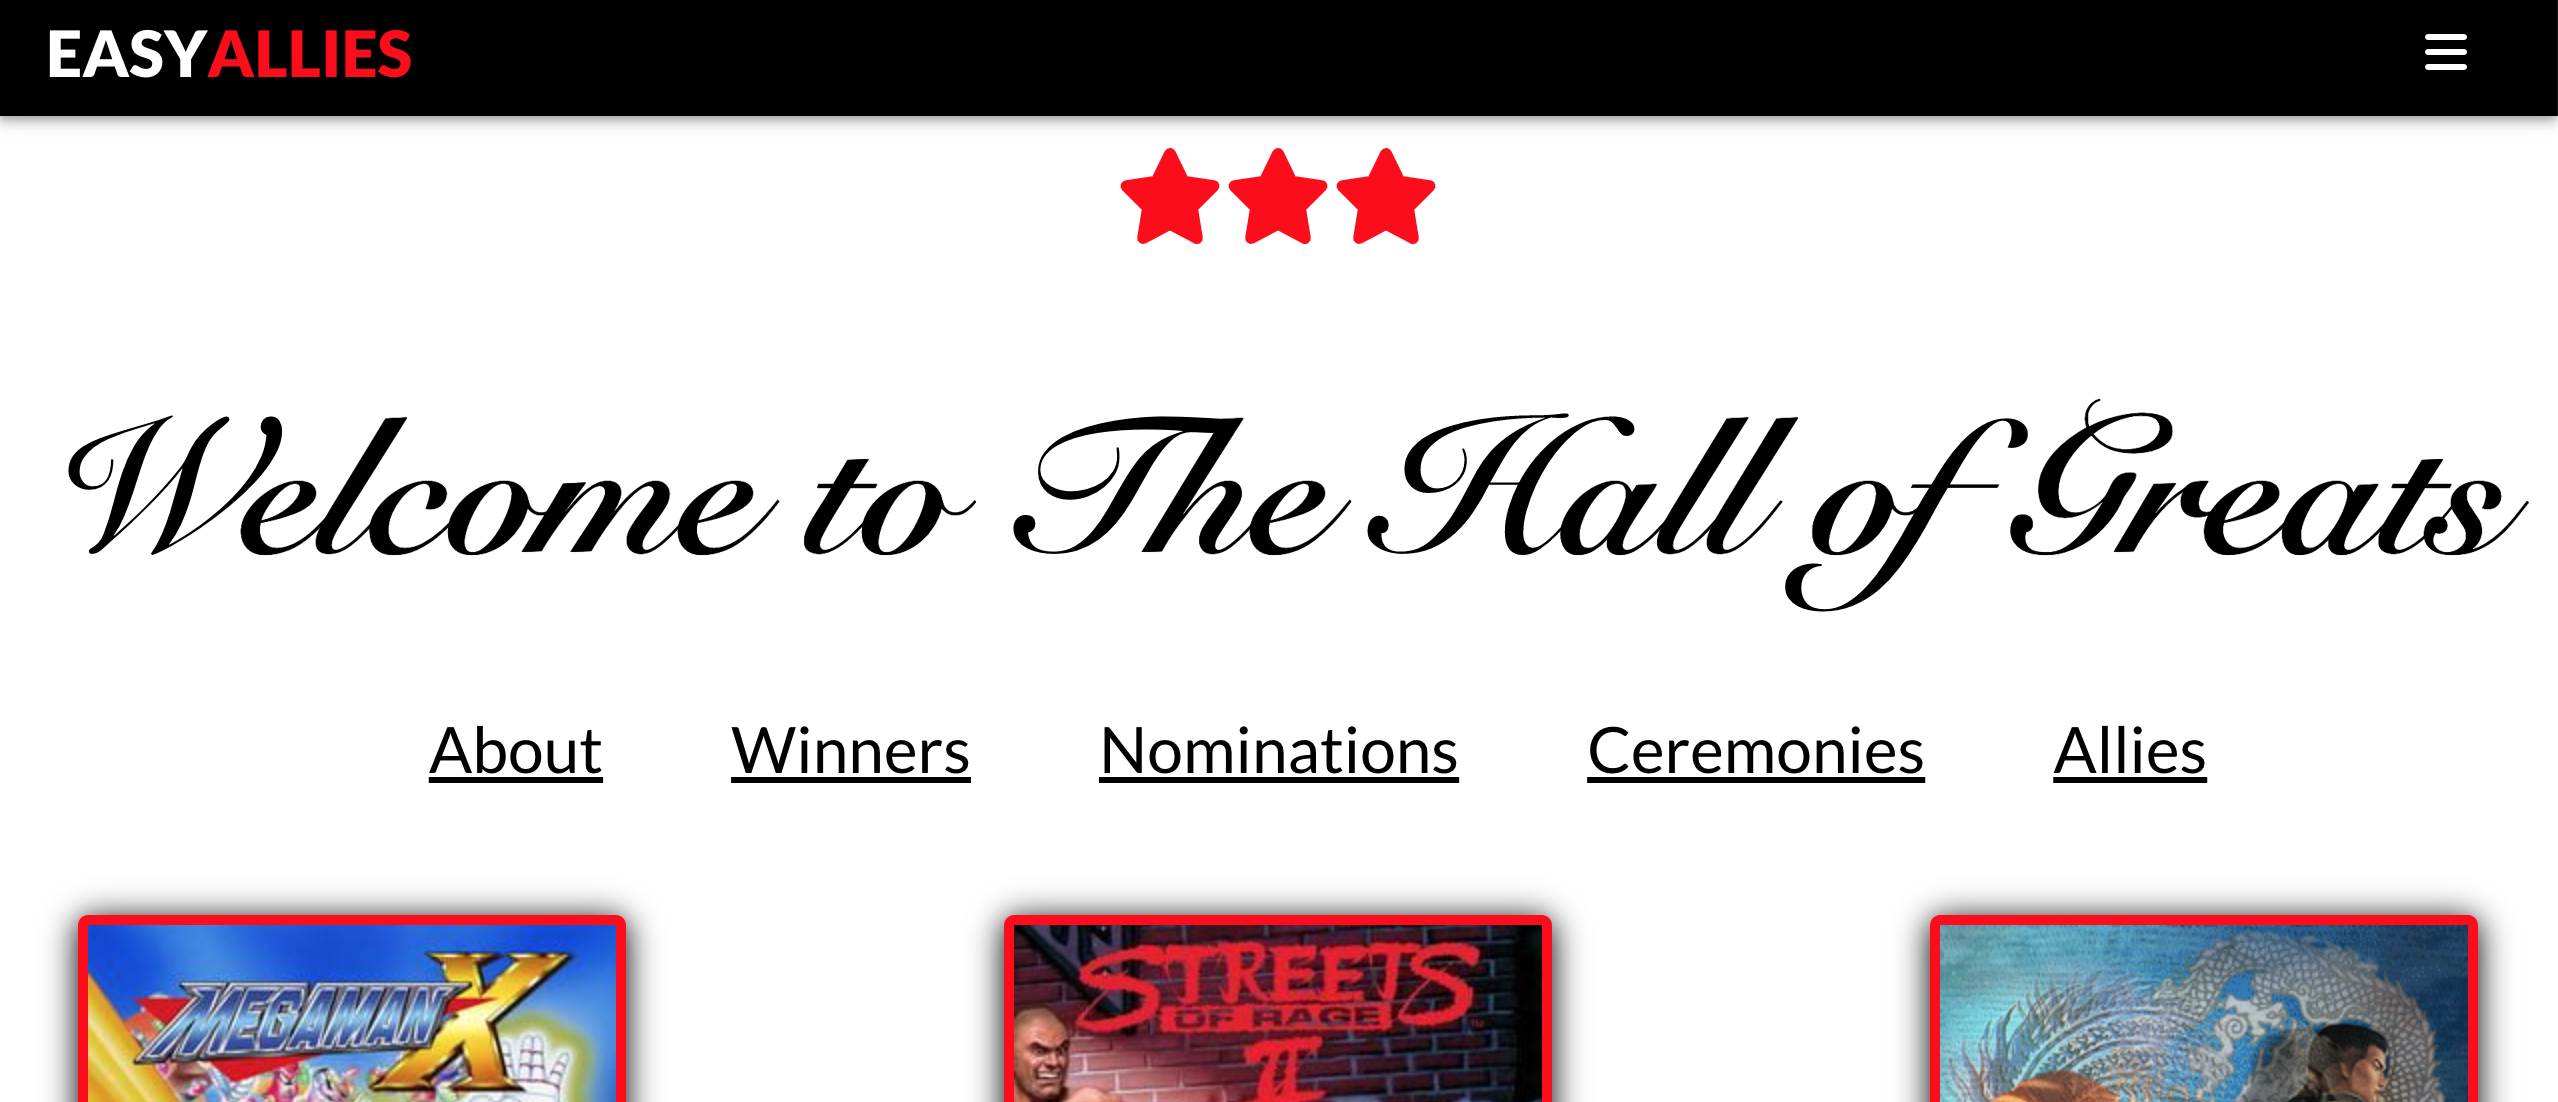 EASYALLIES
Welcome to The Hall of Greats
About Winners Nominations Ceremonies Allies
MEGAMAN X
STREETS
OF RAGE
II